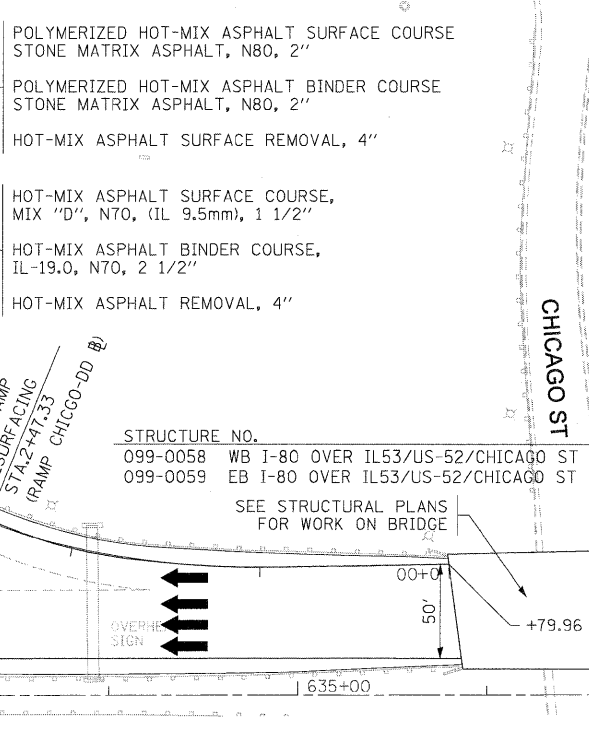 POLYMERIZED HOT-MIX ASPHALT SURFACE COURSE
STONE MATRIX ASPHALT, N80, 2"
POLYMERIZED HOT-MIX ASPHALT BINDER COURSE
STONE MATRIX ASPHALT, N80, 2"
HOT-MIX ASPHALT SURFACE REMOVAL, 4"
HOT-MIX ASPHALT SURFACE COURSE,
MIX "D", N70, (IL 9.5mm), 1 1/2"
HOT-MIX ASPHALT BINDER COURSE,
IL-19.0, N70, 2 1/2"
HOT-MIX ASPHALT REMOVAL, 4"
CHICAGO ST
STA.2+47.33
(RAMP CHICGO-DD B)
STRUCTURE NO.
099-0058 WB I-80 OVER IL53/US-52/CHICAGO ST
099-0059 EB I-80 OVER IL53/US-52/CHICAGO ST
SEE STRUCTURAL PLANS
FOR WORK ON BRIDGE
00+0
50'
+79.96
SIGN
635+00